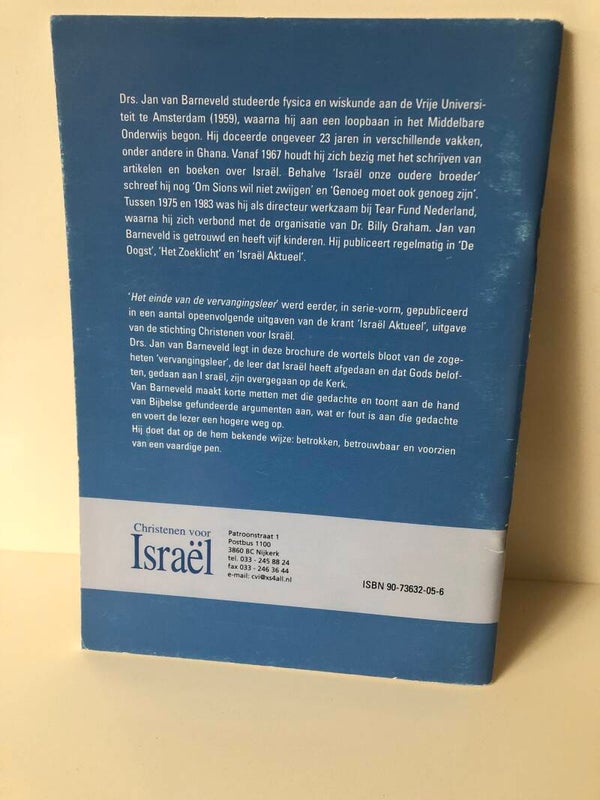 Drs. Jan van Barneveld studeerde fysica en wiskunde aan de Vrije Universi-
teit te Amsterdam (1959), waarna hij aan een loopbaan in het Middelbare
Onderwijs begon. Hij doceerde ongeveer 23 jaren in verschillende vakken,
onder andere in Ghana. Vanaf 1967 houdt hij zich bezig met het schrijven van
artikelen en boeken over Israël. Behalve 'Israël onze oudere broeder'
schreef hij nog 'Om Sions wil niet zwijgen' en 'Genoeg moet ook genoeg zijn'.
Tussen 1975 en 1983 was hij als directeur werkzaam bij Tear Fund Nederland,
waarna hij zich verbond met de organisatie van Dr. Billy Graham. Jan van
Barneveld is getrouwd en heeft vijf kinderen. Hij publiceert regelmatig in 'De
Oogst', 'Het Zoeklicht' en 'Israël Aktueel'.
'Het einde van de vervangingsleer' werd eerder, in serie-vorm, gepubliceerd
in een aantal opeenvolgende uitgaven van de krant 'Israël Aktueel', uitgave
van de stichting Christenen voor Israël.
Drs. Jan van Barneveld legt in deze brochure de wortels bloot van de zoge-
heten 'vervangingsleer', de leer dat Israël heeft afgedaan en dat Gods belof-
ten, gedaan aan I sraël, zijn overgegaan op de Kerk.
Van Barneveld maakt korte metten met die gedachte en toont aan de hand
van Bijbelse gefundeerde argumenten aan, wat er fout is aan die gedachte
en voert de lezer een hogere weg op.
Hij doet dat op de hem bekende wijze: betrokken, betrouwbaar en voorzien
van een vaardige pen.
Christenen voor
Israël
Patroonstraat 1
Postbus 1100
3860 BC Nijkerk
tel. 033 - 245 88 24
fax 033 - 246 36 44
e-mail: cvi@xs4all.nl
ISBN 90-73632-05-6